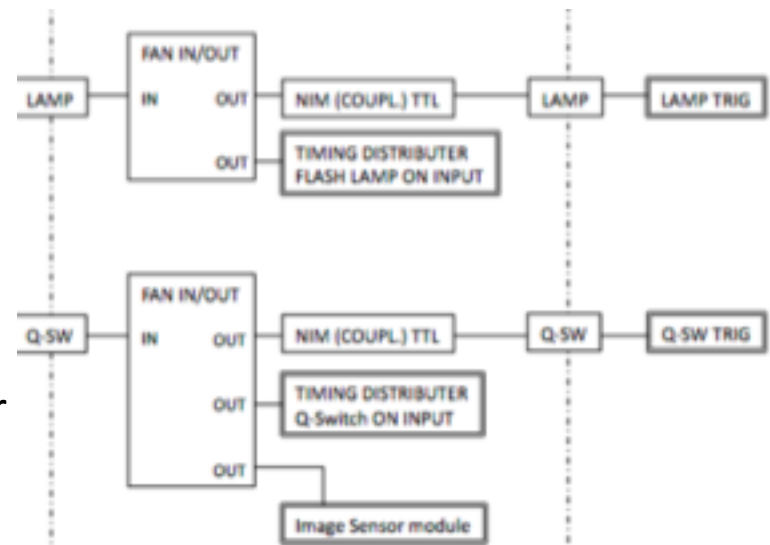 FAN IN/OUT
LAMP
IN
OUT
NIM (COUPL.) TTL
LAMP
LAMP TRIG
OUT
TIMING DISTRIBUTER
FLASH LAMP ON INPUT
FAN IN/OUT
Q-SW
IN
OUT
NIM (COUPL.) TTL
Q-SW
Q-SW TRIG
r
OUT
TIMING DISTRIBUTER
Q-Switch ON INPUT
OUT
Image Sensor module